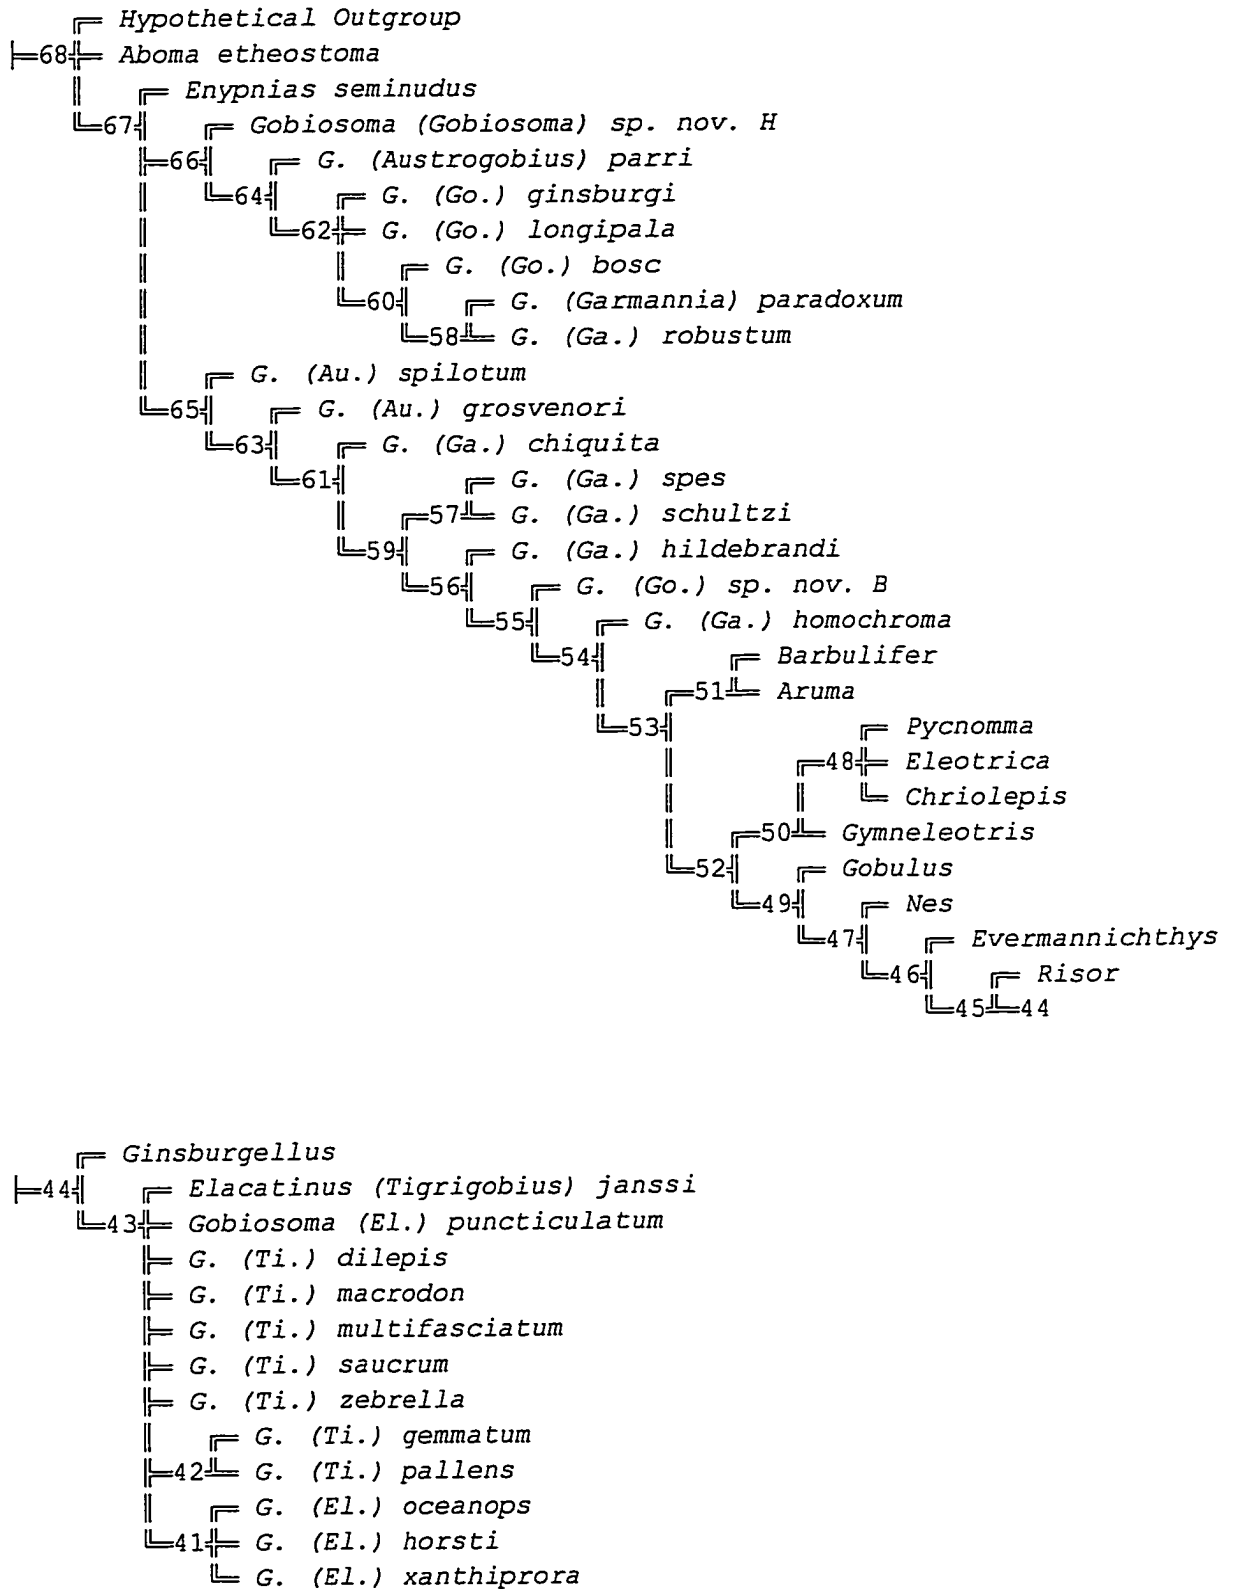 Hypothetical Outgroup
68 Aboma etheostoma
Enypnias seminudus
67 Gobiosoma (Gobiosoma) sp. nov. H
66 G. (Austrogobius) parri
64 G. (Go.) ginsburgi
62 G. (Go.) longipala
G. (Go.) bosc
60 G. (Garmannia) paradoxum
58 G. (Ga.) robustum
G. (Au.) spilotum
65 G. (Au.) grosvenori
63 G. (Ga.) chiquita
61 G. (Ga.) spes
57 G. (Ga.) schultzi
59 G. (Ga.) hildebrandi
56 G. (Go.) sp. nov. B
55 G. (Ga.) homochroma
54 Barbulifer
51 Aruma
53 Pycnomma
48 Eleotrica
Chriolepis
50 Gymneleotris
52 Gobulus
49 Nes
47 Evermannichthys
46 Risor
45 44
Ginsburgellus
44 Elacatinus (Tigrigobius) janssi
43 Gobiosoma (El.) puncticulatum
G. (Ti.) dilepis
G. (Ti.) macrodon
G. (Ti.) multifasciatum
G. (Ti.) saucrum
G. (Ti.) zebrella
G. (Ti.) gemmatum
42 G. (Ti.) pallens
G. (El.) oceanops
41 G. (El.) horsti
G. (El.) xanthiprora